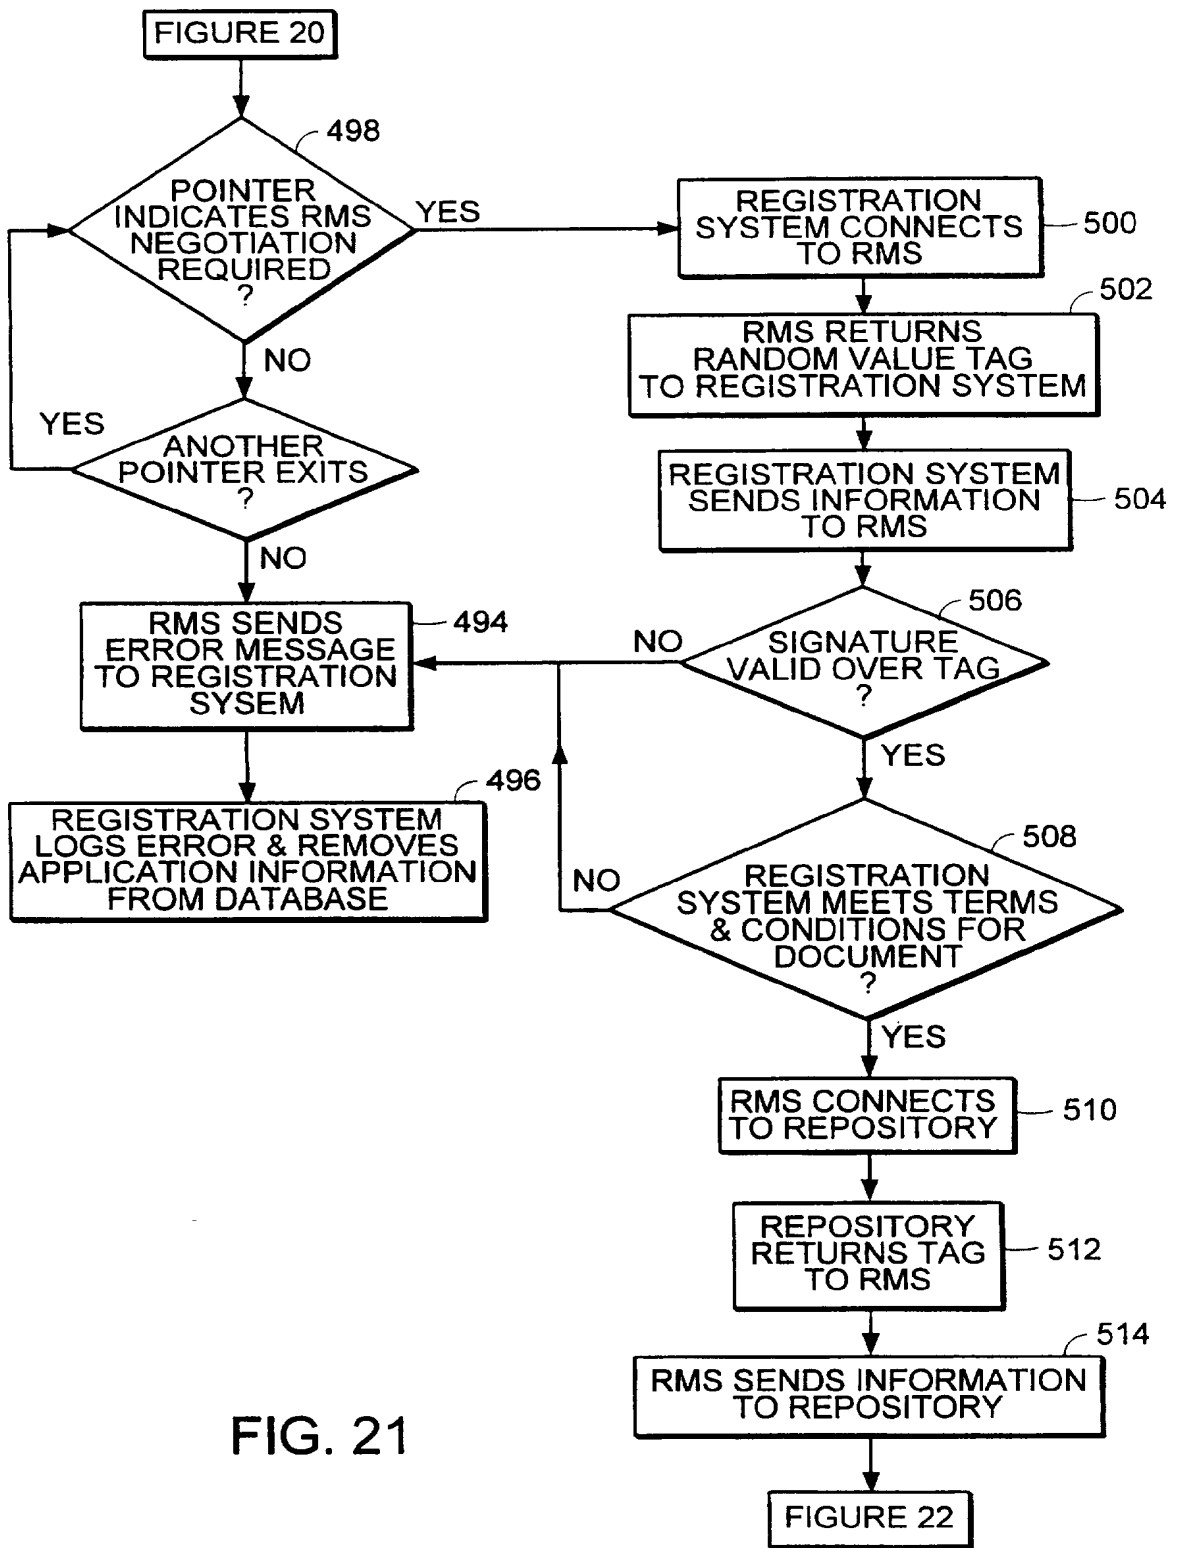 FIGURE 20
498
POINTER
INDICATES RMS
NEGOTIATION
REQUIRED
?
YES
NO
YES
ANOTHER
POINTER EXITS
?
NO
RMS SENDS
ERROR MESSAGE
TO REGISTRATION
SYSEM
494
496
REGISTRATION SYSTEM
LOGS ERROR & REMOVES
APPLICATION INFORMATION
FROM DATABASE
REGISTRATION
SYSTEM CONNECTS
TO RMS
500
502
RMS RETURNS
RANDOM VALUE TAG
TO REGISTRATION SYSTEM
REGISTRATION SYSTEM
SENDS INFORMATION
TO RMS
504
506
NO
SIGNATURE
VALID OVER TAG
?
YES
508
NO
REGISTRATION
SYSTEM MEETS TERMS
& CONDITIONS FOR
DOCUMENT
?
YES
RMS CONNECTS
TO REPOSITORY
510
REPOSITORY
RETURNS TAG
TO RMS
512
514
RMS SENDS INFORMATION
TO REPOSITORY
FIGURE 22
FIG. 21